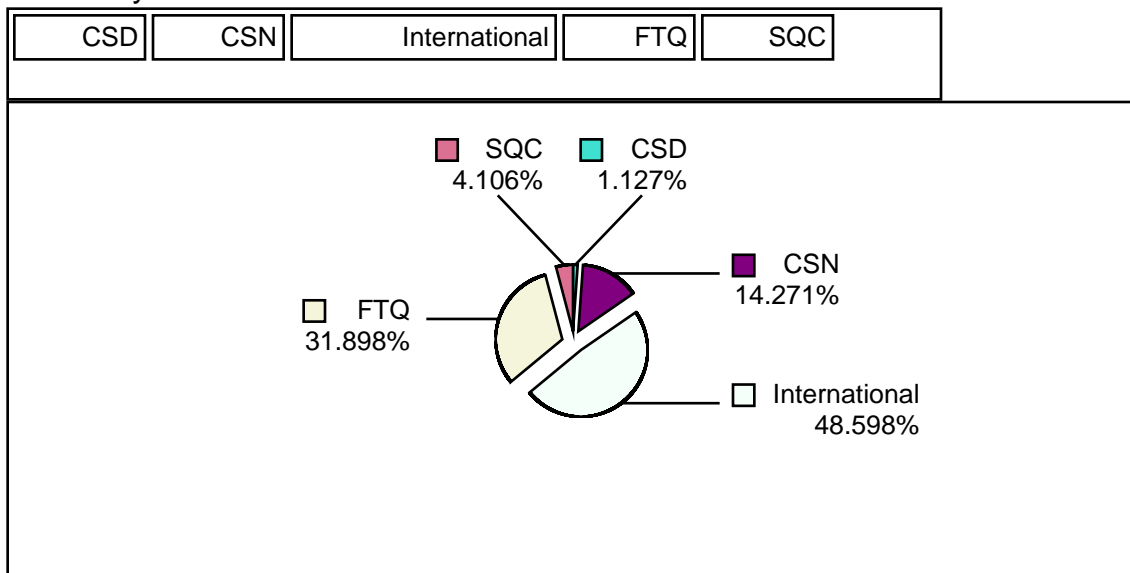 CSD CSN International FTQ SQC
SQC CSD
4.106% 1.127%
CSN
14.271%
FTQ
31.898%
International
48.598%